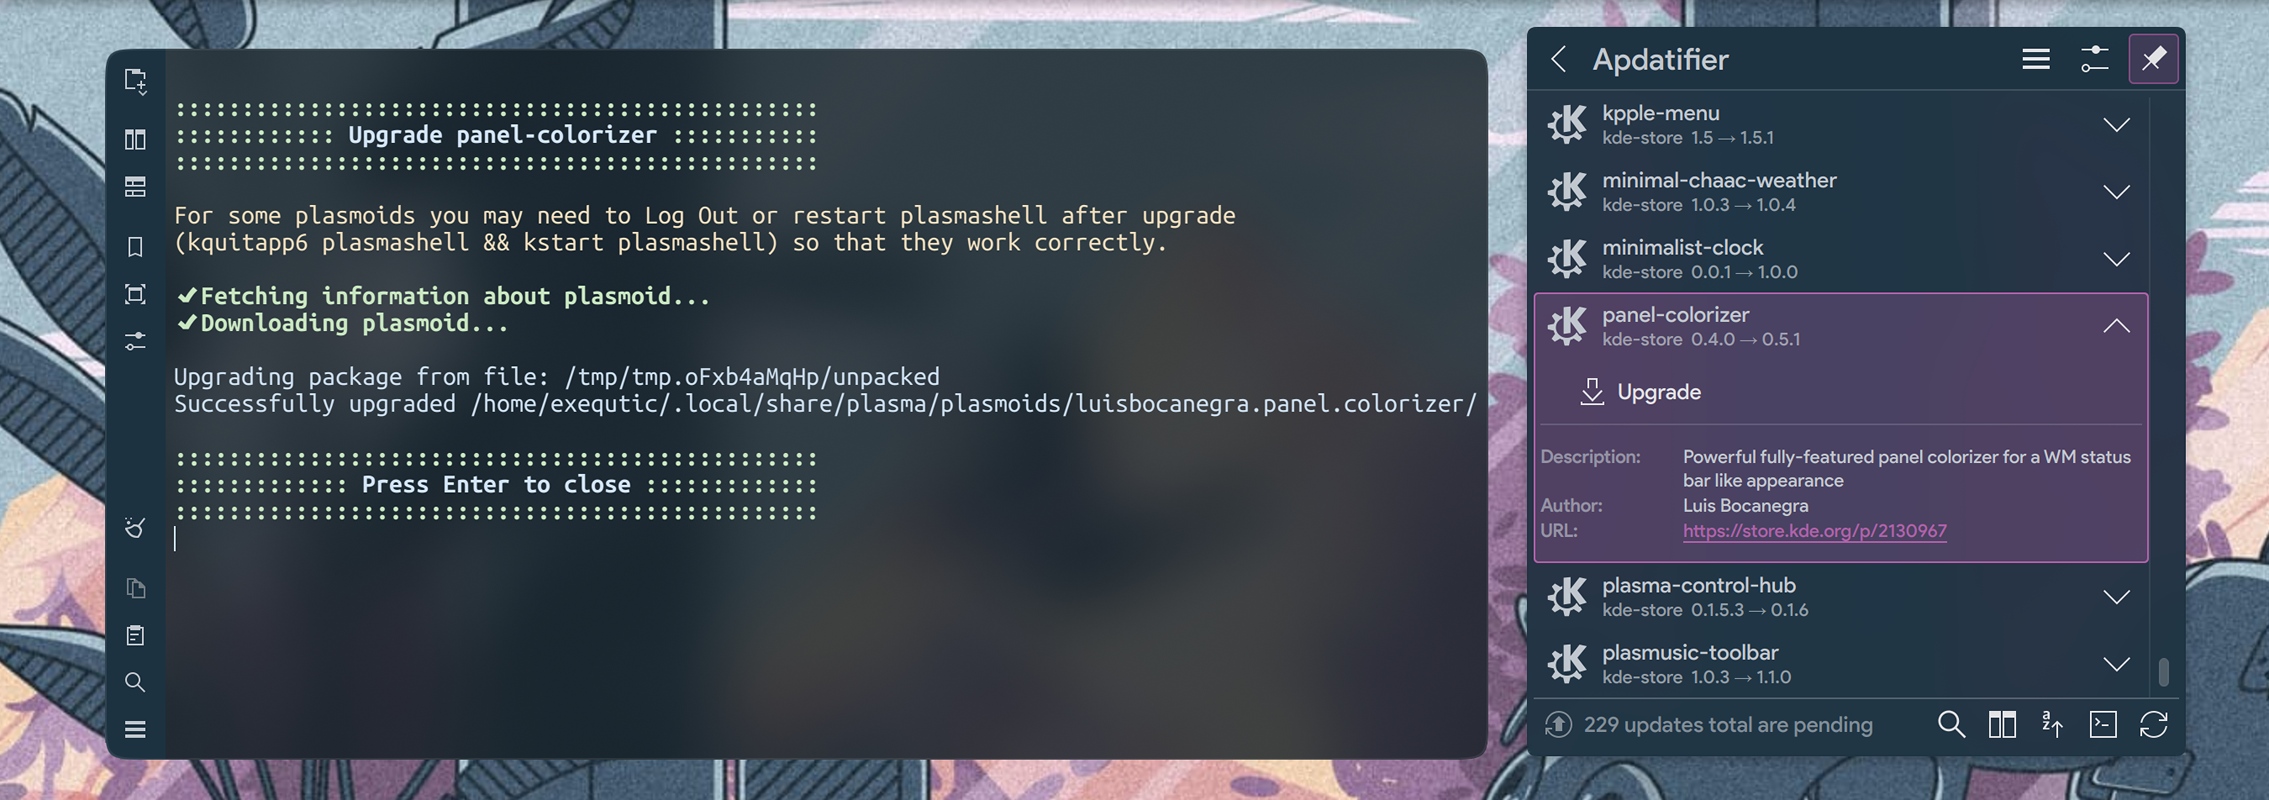 ::::::::::::::::::::::::::::::::::::::::::::::::
:::::::::::: Upgrade panel-colorizer :::::::::::
::::::::::::::::::::::::::::::::::::::::::::::::
For some plasmoids you may need to Log Out or restart plasmashell after upgrade
(kquitapp6 plasmashell && kstart plasmashell) so that they work correctly.
✔Fetching information about plasmoid...
✔Downloading plasmoid...
Upgrading package from file: /tmp/tmp.oFxb4aMqHp/unpacked
Successfully upgraded /home/exequtic/.local/share/plasma/plasmoids/luisbocanegra.panel.colorizer/
::::::::::::::::::::::::::::::::::::::::::::::::
::::::::::::: Press Enter to close :::::::::::::
::::::::::::::::::::::::::::::::::::::::::::::::
Apdatifier
kpple-menu
kde-store 1.5 → 1.5.1
minimal-chaac-weather
kde-store 1.0.3 → 1.0.4
minimalist-clock
kde-store 0.0.1 → 1.0.0
panel-colorizer
kde-store 0.4.0 → 0.5.1
Upgrade
Description: Powerful fully-featured panel colorizer for a WM status
bar like appearance
Author: Luis Bocanegra
URL: https://store.kde.org/p/2130967
plasma-control-hub
kde-store 0.1.5.3 → 0.1.6
plasmusic-toolbar
kde-store 1.0.3 → 1.1.0
229 updates total are pending